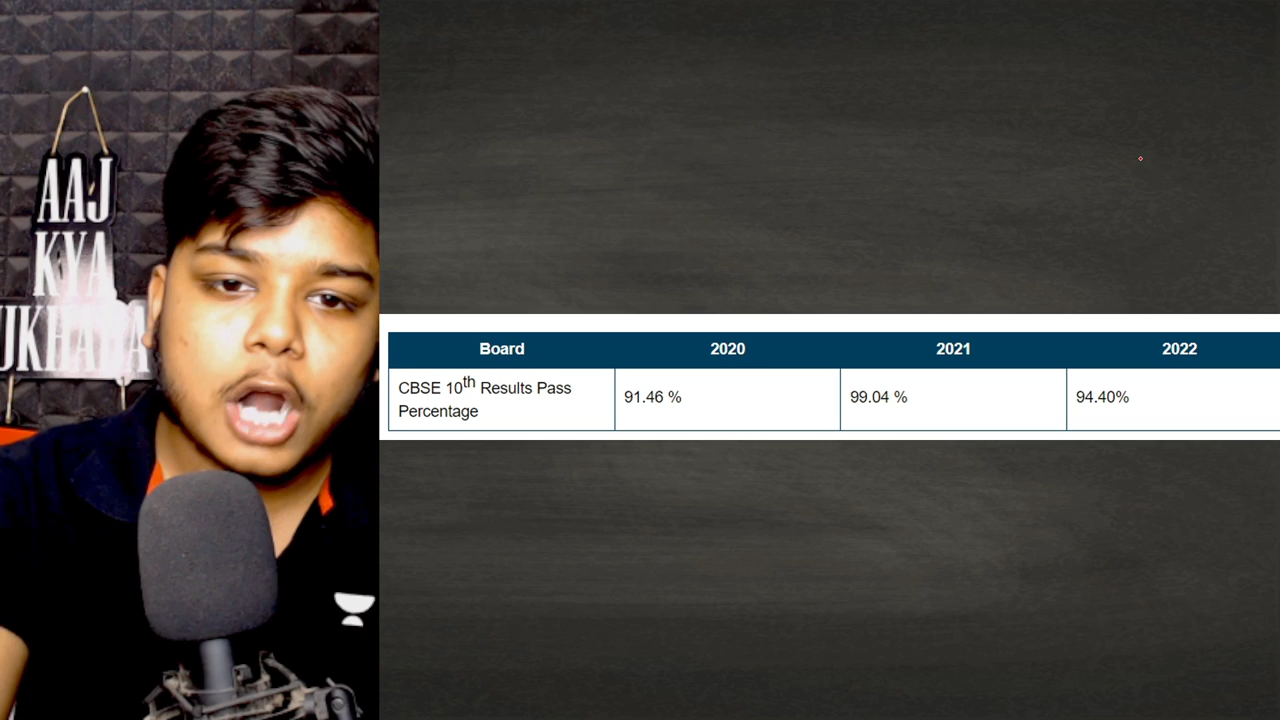 AAJ
KYA
Board 2020 2021 2022
CBSE 10th Results Pass
Percentage
91.46 % 99.04 % 94.40%